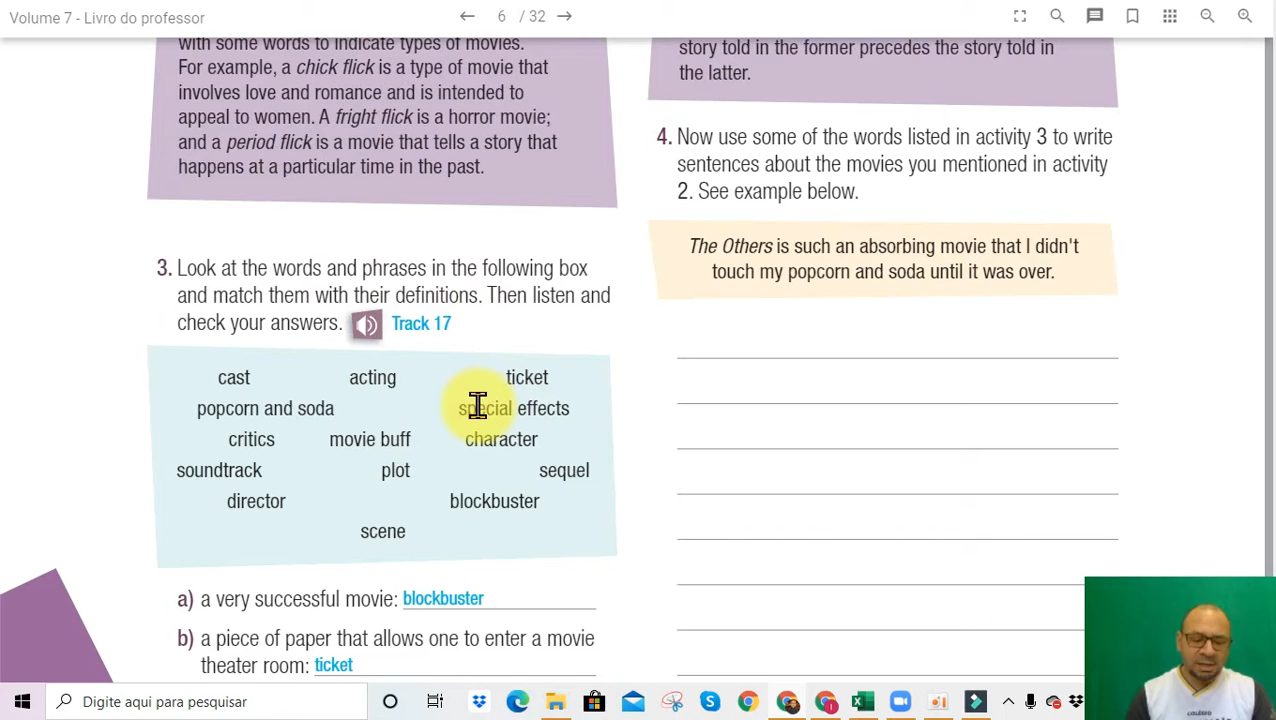 Volume 7 - Livro do professor
6 / 32
with some words to indicate types of movies.
For example, a chick flick is a type of movie that
involves love and romance and is intended to
appeal to women. A fright flick is a horror movie;
and a period flick is a movie that tells a story that
happens at a particular time in the past.
3. Look at the words and phrases in the following box
and match them with their definitions. Then listen and
check your answers. Track 17
cast acting ticket
popcorn and soda special effects
critics movie buff character
soundtrack plot sequel
director blockbuster
scene
a) a very successful movie: blockbuster
b) a piece of paper that allows one to enter a movie
theater room: ticket
story told in the former precedes the story told in
the latter.
4. Now use some of the words listed in activity 3 to write
sentences about the movies you mentioned in activity
2. See example below.
The Others is such an absorbing movie that I didn't
touch my popcorn and soda until it was over.
Digite aqui para pesquisar